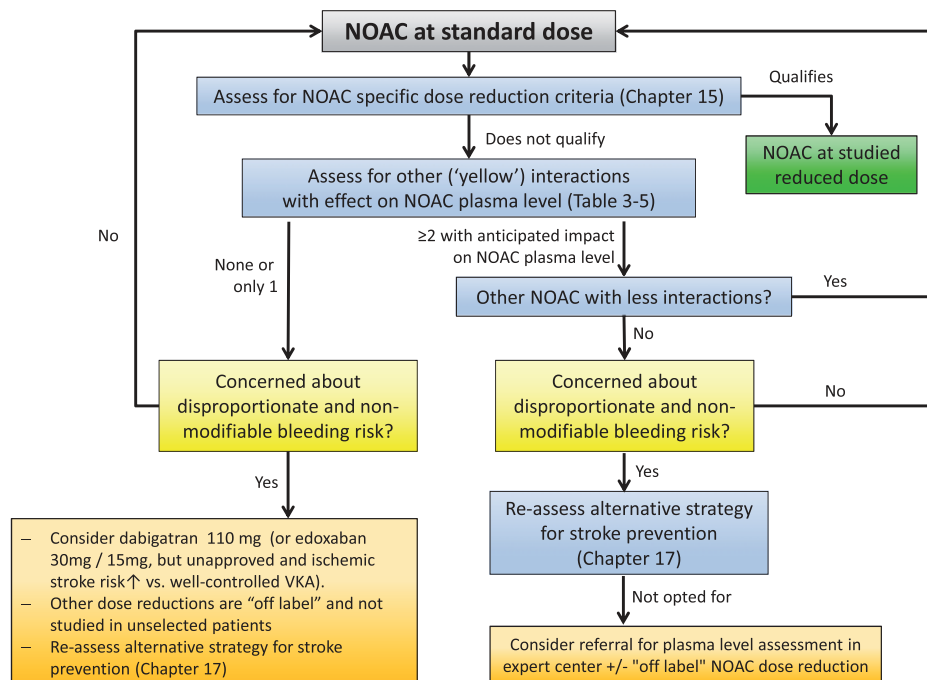 NOAC at standard dose
Assess for NOAC specific dose reduction criteria (Chapter 15)
Qualifies
NOAC at studied
reduced dose
Does not qualify
Assess for other (‘yellow’) interactions
with effect on NOAC plasma level (Table 3-5)
No
None or
only 1
≥2 with anticipated impact
on NOAC plasma level
Other NOAC with less interactions?
Yes
No
Concerned about
disproportionate and non-
modifiable bleeding risk?
Concerned about
disproportionate and non-
modifiable bleeding risk?
No
Yes
Yes
– Consider dabigatran 110 mg (or edoxaban
30mg / 15mg, but unapproved and ischemic
stroke risk↑ vs. well-controlled VKA).
– Other dose reductions are “off label” and not
studied in unselected patients
– Re-assess alternative strategy for stroke
prevention (Chapter 17)
Re-assess alternative strategy
for stroke prevention
(Chapter 17)
Not opted for
Consider referral for plasma level assessment in
expert center +/- "off label" NOAC dose reduction